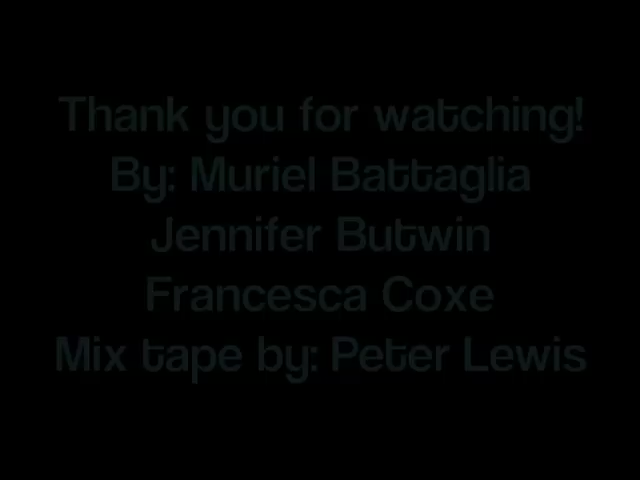 Thank you for watching!
By: Muriel Battaglia
Jennifer Butwin
Francesca Coxe
Mix tape by: Peter Lewis